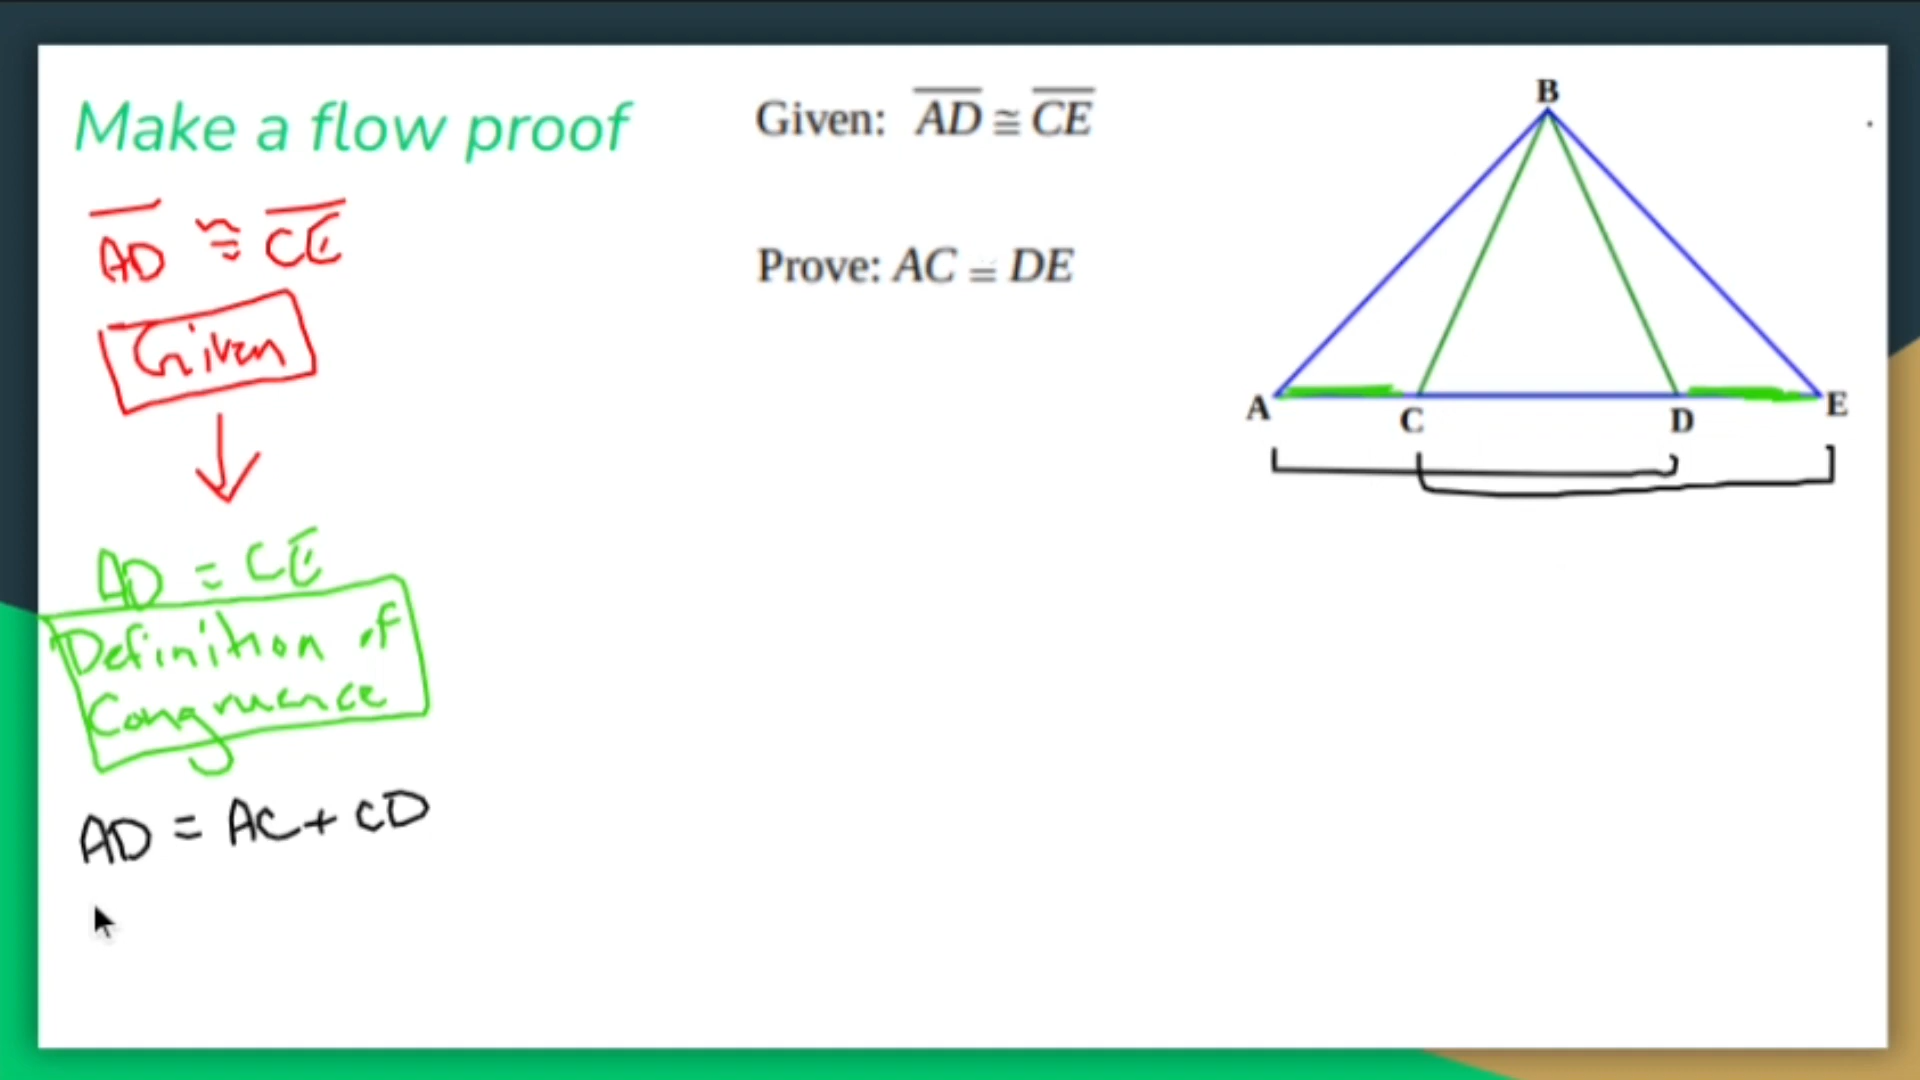 Make a flow proof
AD ≅ CE
Given
AD = CE
Definition of
Congruence
AD = AC + CD
Given: AD ≅ CE
Prove: AC = DE
B
A
C
D
E